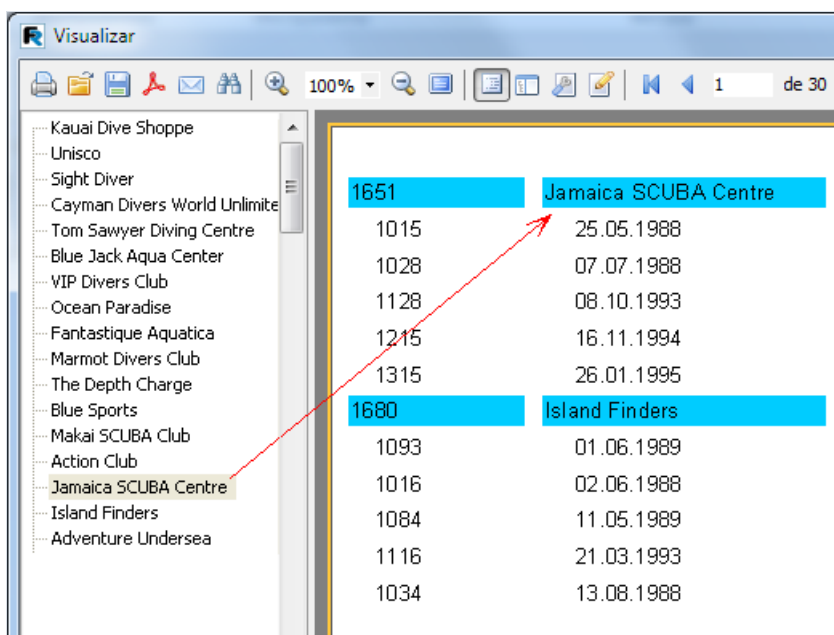 Visualizar
100% 1 de 30
Kauai Dive Shoppe
Unisco
Sight Diver
Cayman Divers World Unlimite
Tom Sawyer Diving Centre
Blue Jack Aqua Center
VIP Divers Club
Ocean Paradise
Fantastique Aquatica
Marmot Divers Club
The Depth Charge
Blue Sports
Makai SCUBA Club
Action Club
Jamaica SCUBA Centre
Island Finders
Adventure Undersea
1651 Jamaica SCUBA Centre
1015 25.05.1988
1028 07.07.1988
1128 08.10.1993
1215 16.11.1994
1315 26.01.1995
1680 Island Finders
1093 01.06.1989
1016 02.06.1988
1084 11.05.1989
1116 21.03.1993
1034 13.08.1988